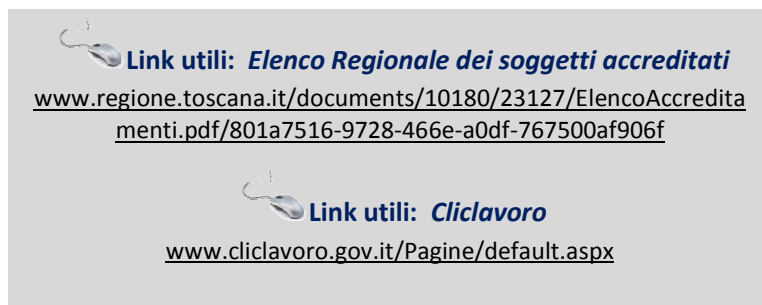 Link utili: Elenco Regionale dei soggetti accreditati
www.regione.toscana.it/documents/10180/23127/ElencoAccredita
menti.pdf/801a7516-9728-466e-a0df-767500af906f
Link utili: Cliclavoro
www.cliclavoro.gov.it/Pagine/default.aspx